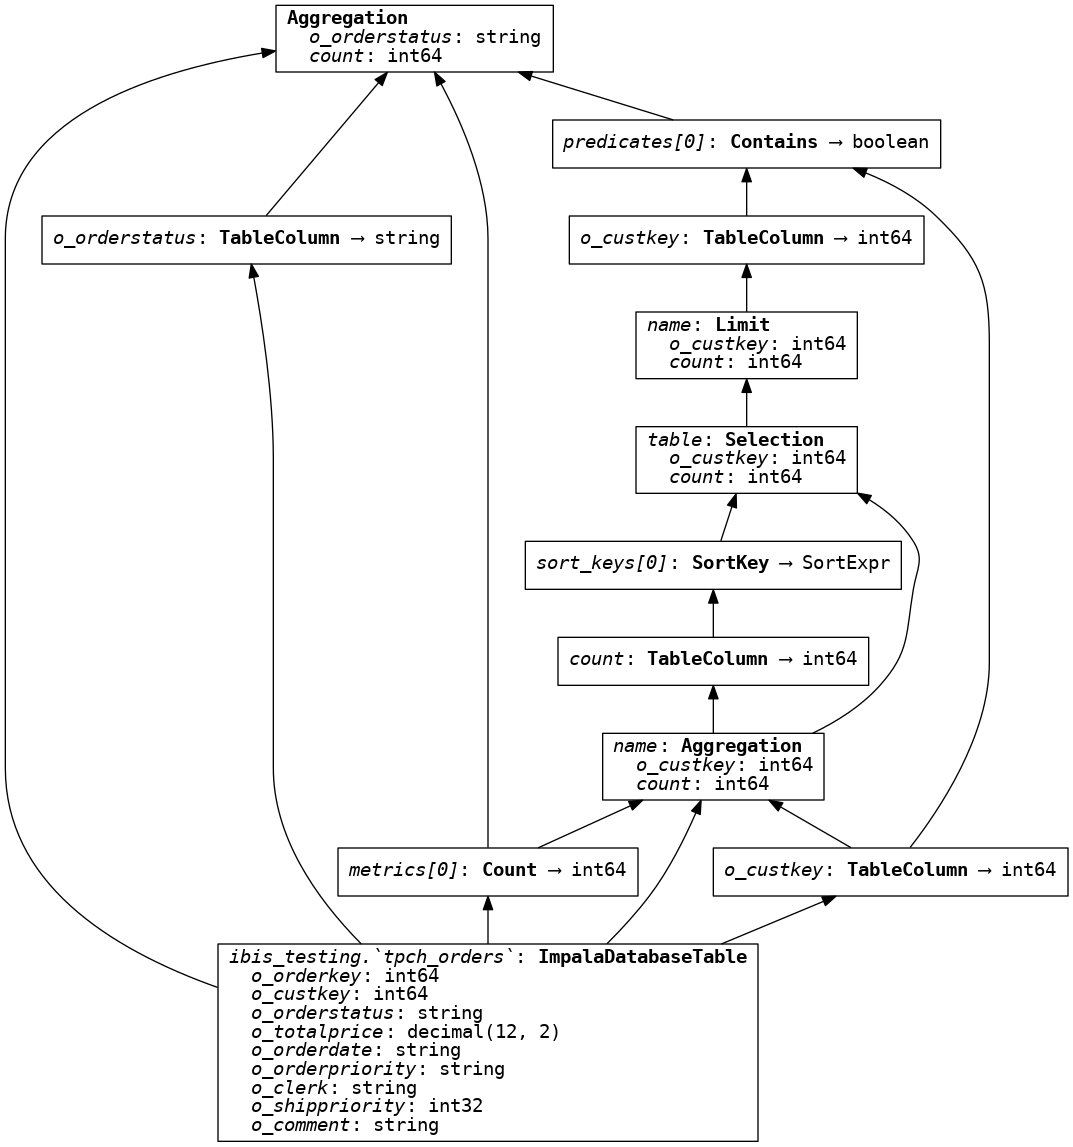 Aggregation
o_orderstatus: string
count: int64
predicates[0]: Contains → boolean
o_orderstatus: TableColumn → string
o_custkey: TableColumn → int64
name: Limit
o_custkey: int64
count: int64
table: Selection
o_custkey: int64
count: int64
sort_keys[0]: SortKey → SortExpr
count: TableColumn → int64
name: Aggregation
o_custkey: int64
count: int64
metrics[0]: Count → int64
o_custkey: TableColumn → int64
ibis_testing.`tpch_orders`: ImpalaDatabaseTable
o_orderkey: int64
o_custkey: int64
o_orderstatus: string
o_totalprice: decimal(12, 2)
o_orderdate: string
o_orderpriority: string
o_clerk: string
o_shippriority: int32
o_comment: string